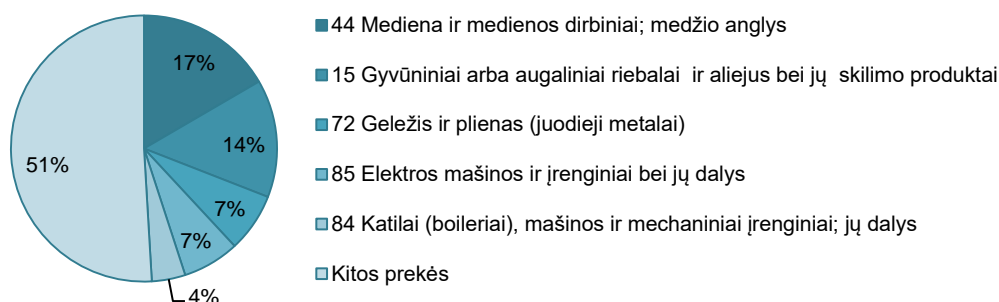 17%
14%
7%
7%
4%
51%
44 Mediena ir medienos dirbiniai; medžio anglys
15 Gyvūniniai arba augaliniai riebalai ir aliejus bei jų skilimo produktai
72 Geležis ir plienas (juodieji metalai)
85 Elektros mašinos ir įrenginiai bei jų dalys
84 Katilai (boileriai), mašinos ir mechaniniai įrenginiai; jų dalys
Kitos prekės